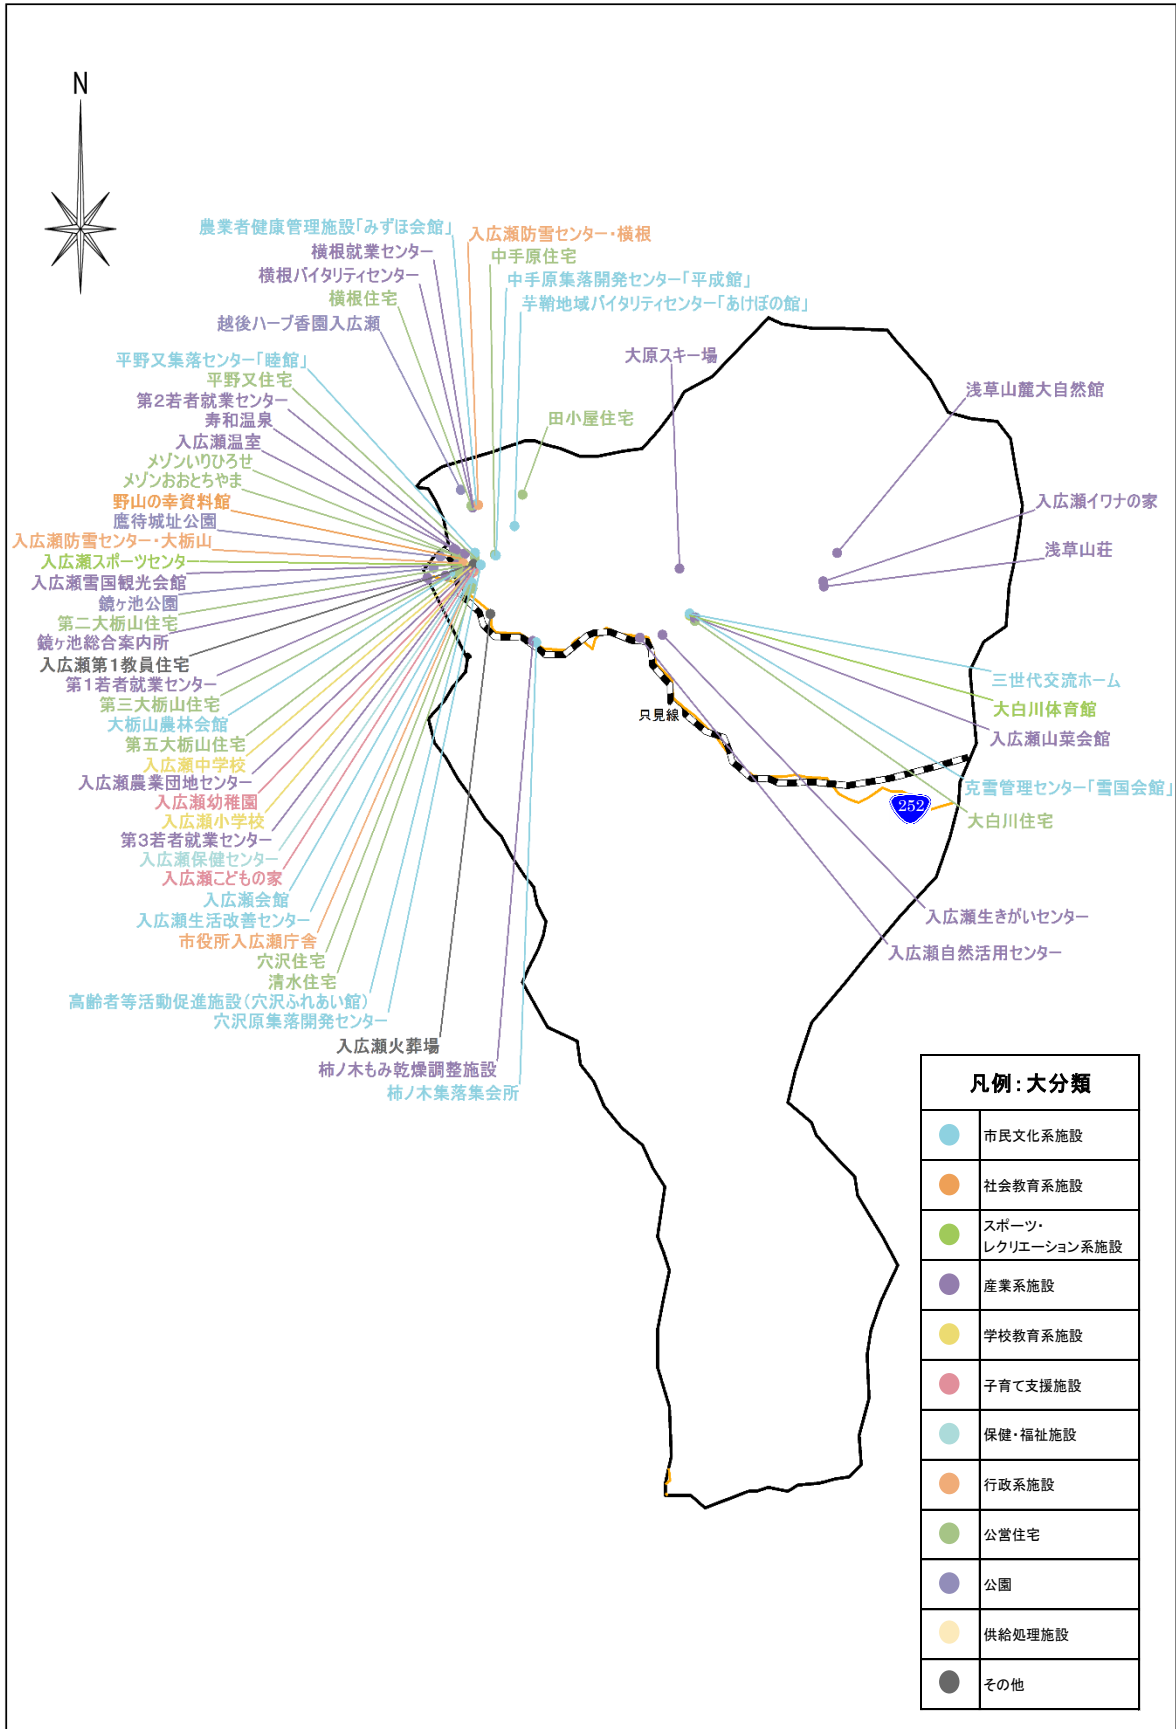 N
農業者健康管理施設「みずほ会館」
入広瀬防雪センター・横根
横根就業センター
中手原住宅
横根バイタリティセンター
中手原集落開発センター「平成館」
横根住宅
芋鞘地域バイタリティセンター「あけぼの館」
越後ハーブ香園入広瀬
平野又集落センター「睦館」
大原スキー場
平野又住宅
浅草山麓大自然館
第2若者就業センター
寿和温泉
田小屋住宅
入広瀬温室
メゾンいりひろせ
メゾンおおとちやま
野山の幸資料館
入広瀬イワナの家
鷹待城址公園
入広瀬防雪センター・大栃山
浅草山荘
入広瀬スポーツセンタ
入広瀬雪国観光会館
鏡ヶ池公園
第二大栃山住宅
鏡ヶ池総合案内所
入広瀬第1教員住宅
第1若者就業センター
三世代交流ホーム
第三大栃山住宅
大白川体育館
只見線
大栃山農林会館
入広瀬山菜会館
第五大栃山住宅
入広瀬中学校
入広瀬農業団地センター
克雪管理センター「雪国会館」
入広瀬幼稚園
252
入広瀬小学校
大白川住宅
第3若者就業センター
入広瀬保健センター
入広瀬こどもの家
入広瀬会館
入広瀬生きがいセンター
入広瀬生活改善センター
市役所入広瀬庁舎
入広瀬自然活用センター
穴沢住宅
清水住宅
高齢者等活動促進施設(穴沢ふれあい館)
穴沢原集落開発センター
入広瀬火葬場
柿ノ木もみ乾燥調整施設
柿ノ木集落集会所
凡例:大分類
市民文化系施設
社会教育系施設
スポーツ・
レクリエーション系施設
産業系施設
学校教育系施設
子育て支援施設
保健・福祉施設
行政系施設
公営住宅
公園
供給処理施設
その他